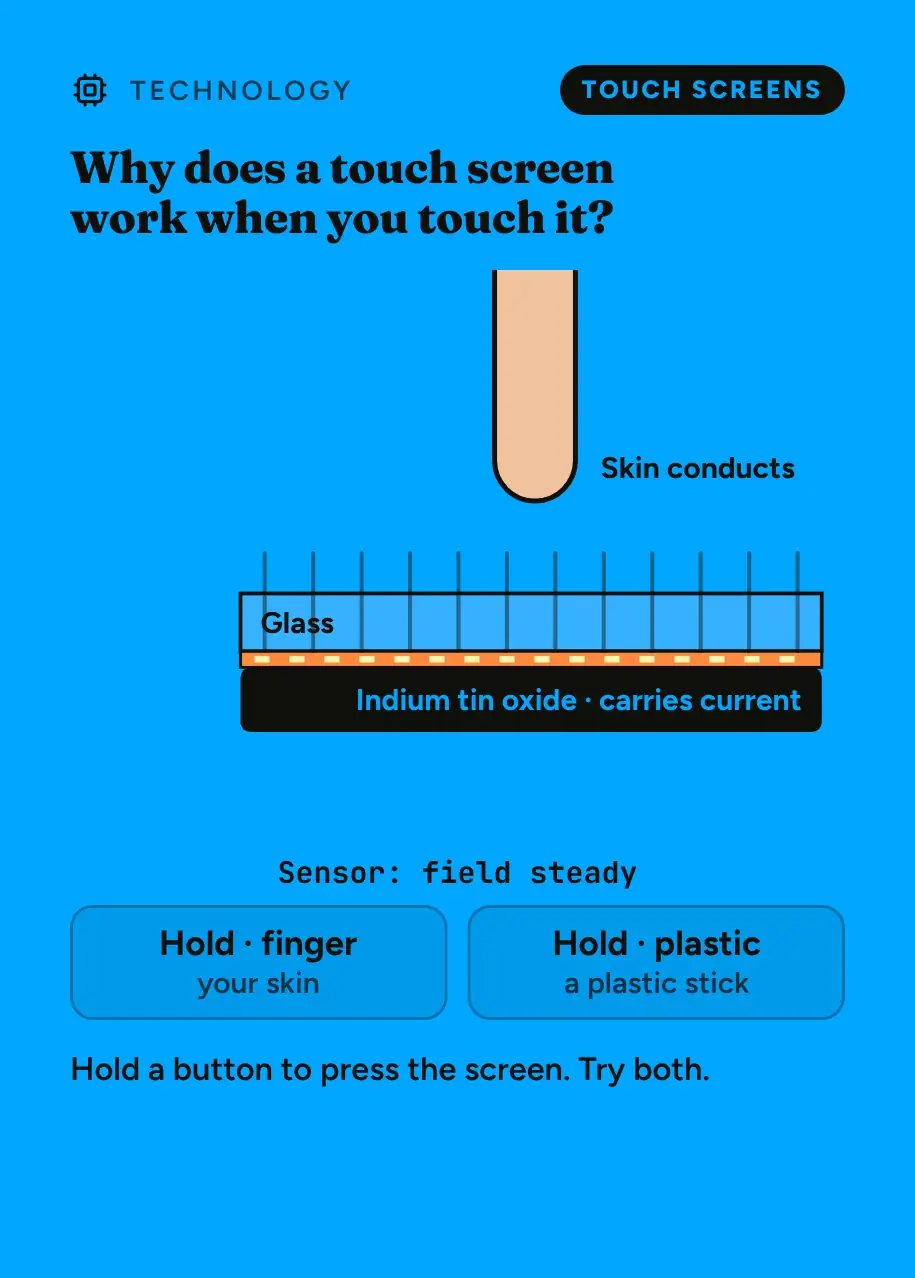 TECHNOLOGY
TOUCH SCREENS
Why does a touch screen
work when you touch it?
Skin conducts
Glass
Indium tin oxide · carries current
Sensor: field steady
Hold · finger
your skin
Hold · plastic
a plastic stick
Hold a button to press the screen. Try both.